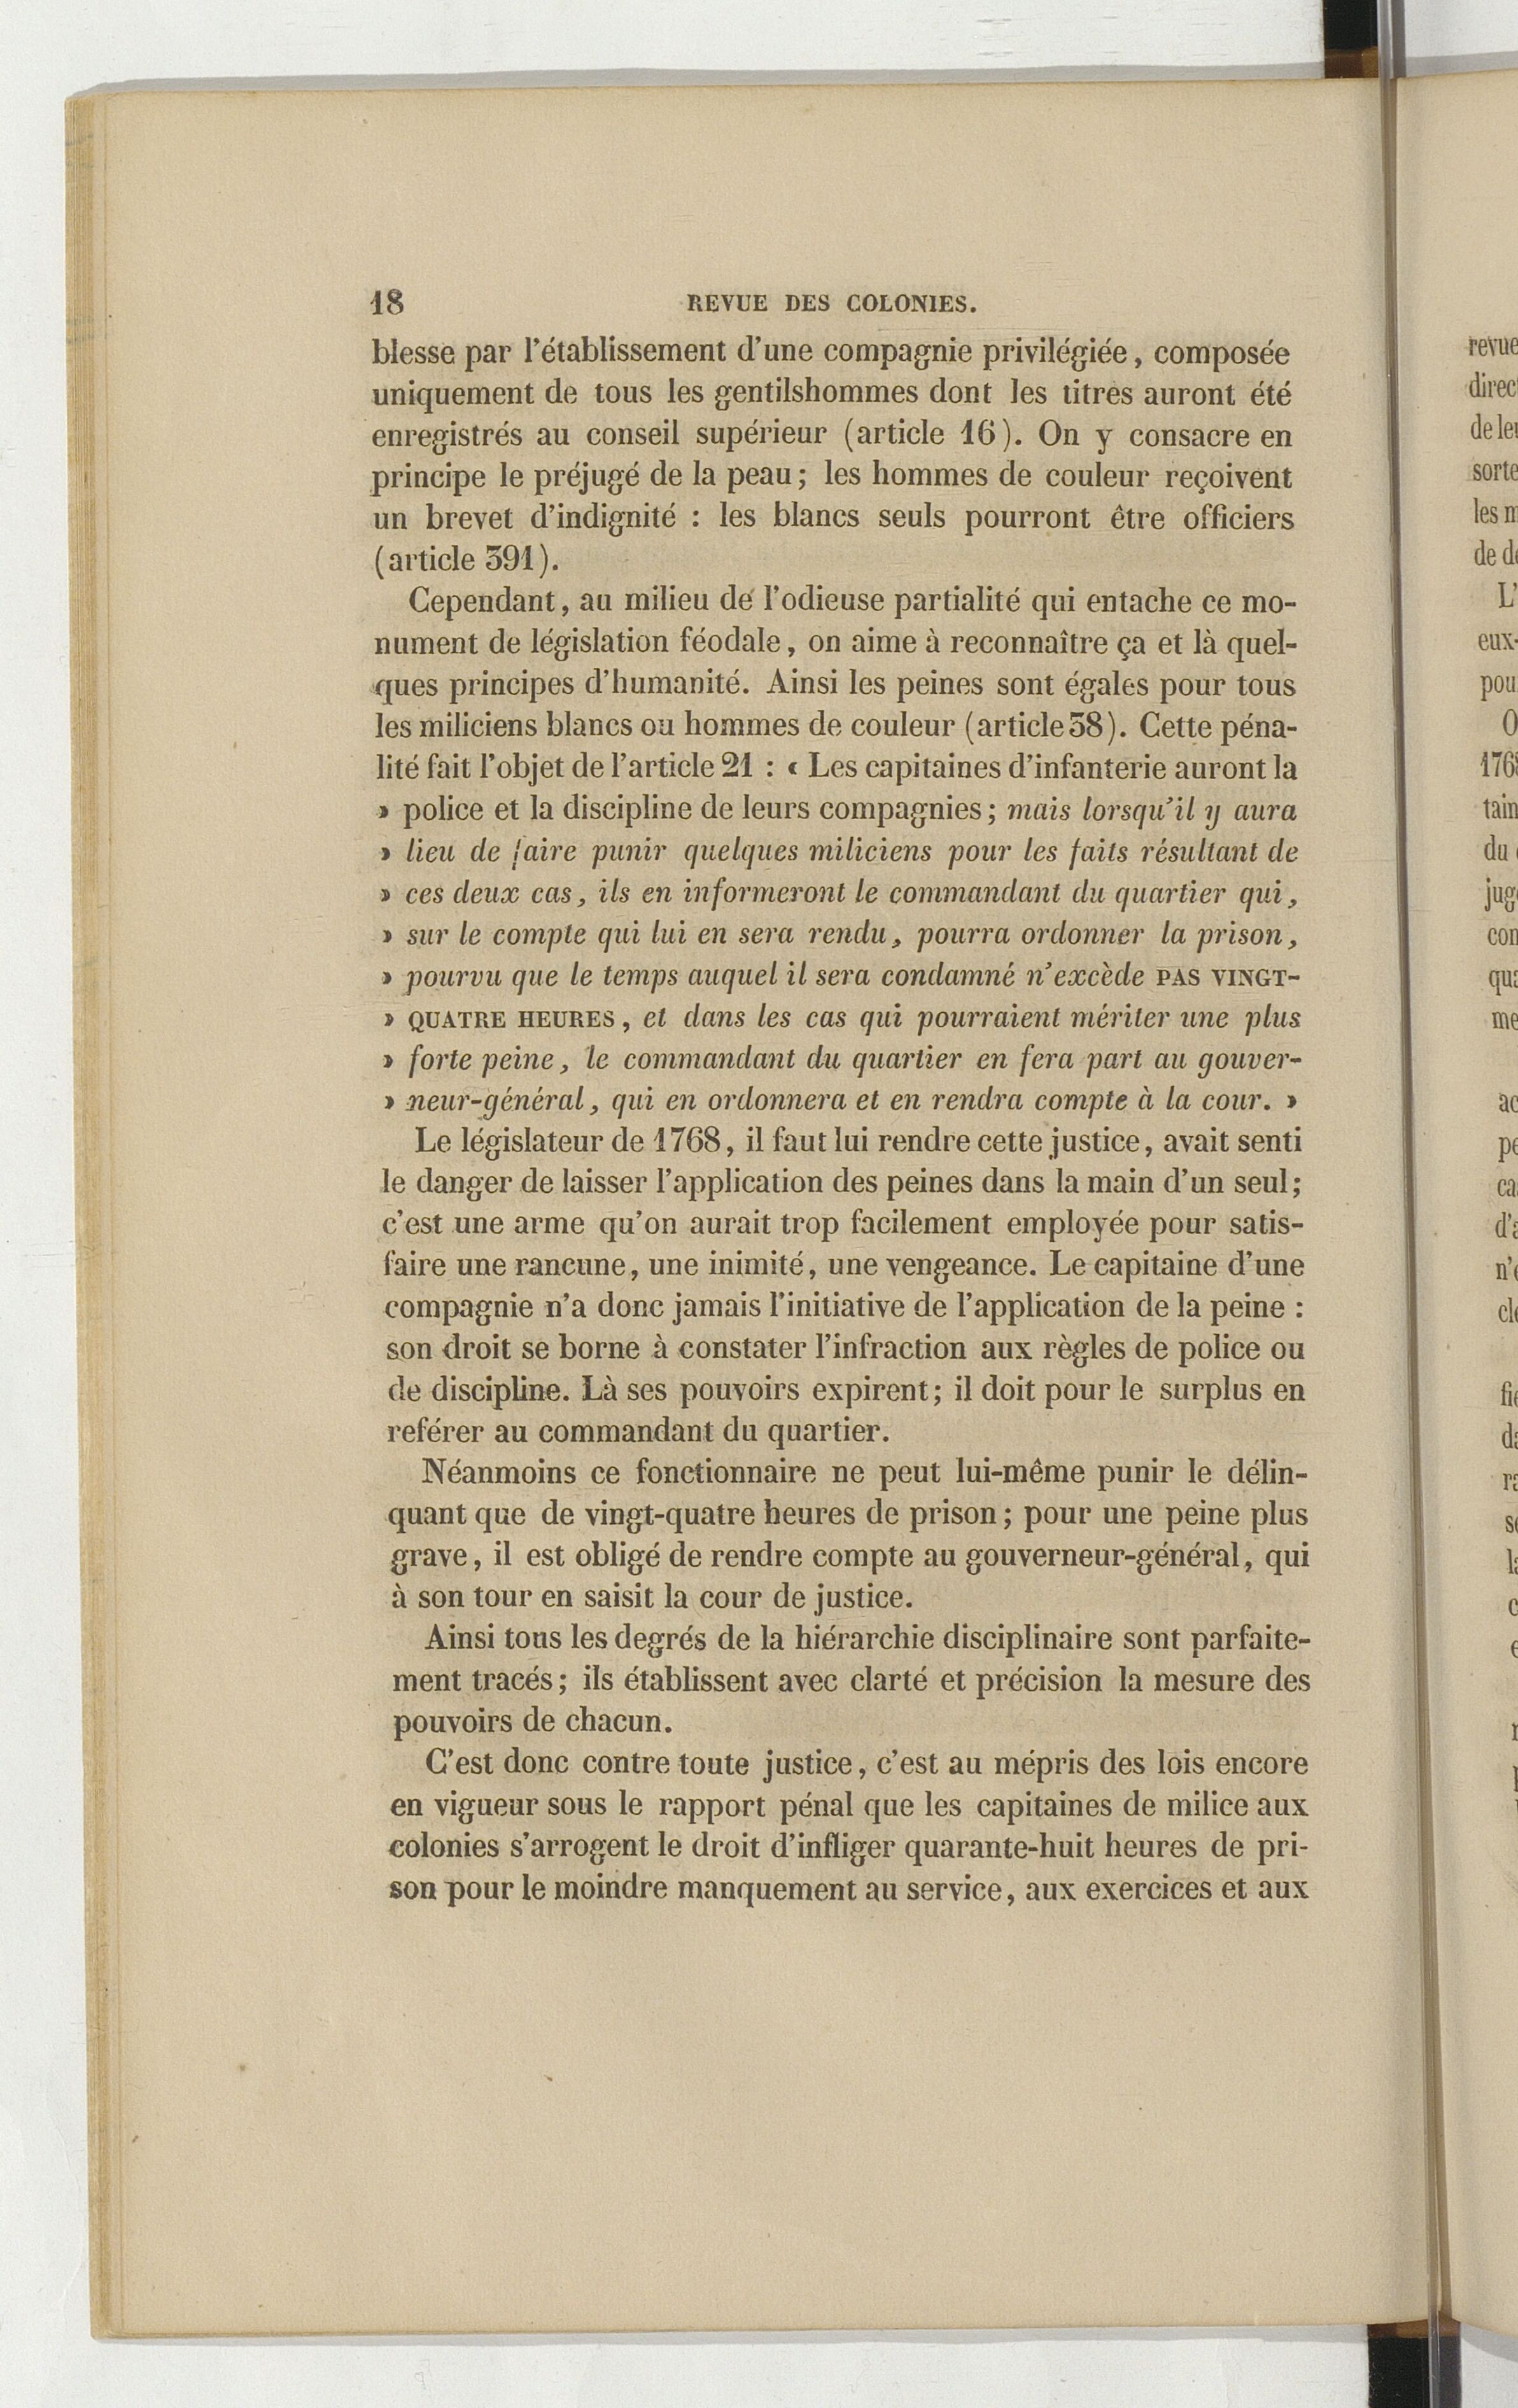 18 REVUE DES COLONIES.
blesse par l'établissement d'une compagnie privilégiée, composée
uniquement de tous les gentilshommes dont les titres auront été
enregistrés au conseil supérieur (article 16). On y consacre en
principe le préjugé de la peau; les hommes de couleur reçoivent
un brevet d'indignité : les blancs seuls pourront être officiers
(article 391).
Cependant, au milieu de l'odieuse partialité qui entache ce mo-
nument de législation féodale, on aime à reconnaître ça et là quel-
ques principes d'humanité. Ainsi les peines sont égales pour tous
les miliciens blancs ou hommes de couleur (article 38). Cette péna-
lité fait l'objet de l'article 21 : « Les capitaines d'infanterie auront la
» police et la discipline de leurs compagnies; mais lorsqu'il y aura
» lieu de faire punir quelques miliciens pour les faits résultant de
» ces deux cas, ils en informeront le commandant du quartier qui,
» sur le compte qui lui en sera rendu, pourra ordonner la prison,
» pourvu que le temps auquel il sera condamné n'excède PAS VINGT-
» QUATRE HEURES, et dans les cas qui pourraient mériter une plus
» forte peine, le commandant du quartier en fera part au gouver-
» neur-général, qui en ordonnera et en rendra compte à la cour. »
Le législateur de 1768, il faut lui rendre cette justice, avait senti
le danger de laisser l'application des peines dans la main d'un seul;
c'est une arme qu'on aurait trop facilement employée pour satis-
faire une rancune, une inimité, une vengeance. Le capitaine d'une
compagnie n'a donc jamais l'initiative de l'application de la peine :
son droit se borne à constater l'infraction aux règles de police ou
de discipline. Là ses pouvoirs expirent; il doit pour le surplus en
reférer au commandant du quartier.
Néanmoins ce fonctionnaire ne peut lui-même punir le délin-
quant que de vingt-quatre heures de prison; pour une peine plus
grave, il est obligé de rendre compte au gouverneur-général, qui
à son tour en saisit la cour de justice.
Ainsi tous les degrés de la hiérarchie disciplinaire sont parfaite-
ment tracés; ils établissent avec clarté et précision la mesure des
pouvoirs de chacun.
C'est donc contre toute justice, c'est au mépris des lois encore
en vigueur sous le rapport pénal que les capitaines de milice aux
colonies s'arrogent le droit d'infliger quarante-huit heures de pri-
son pour le moindre manquement au service, aux exercices et aux